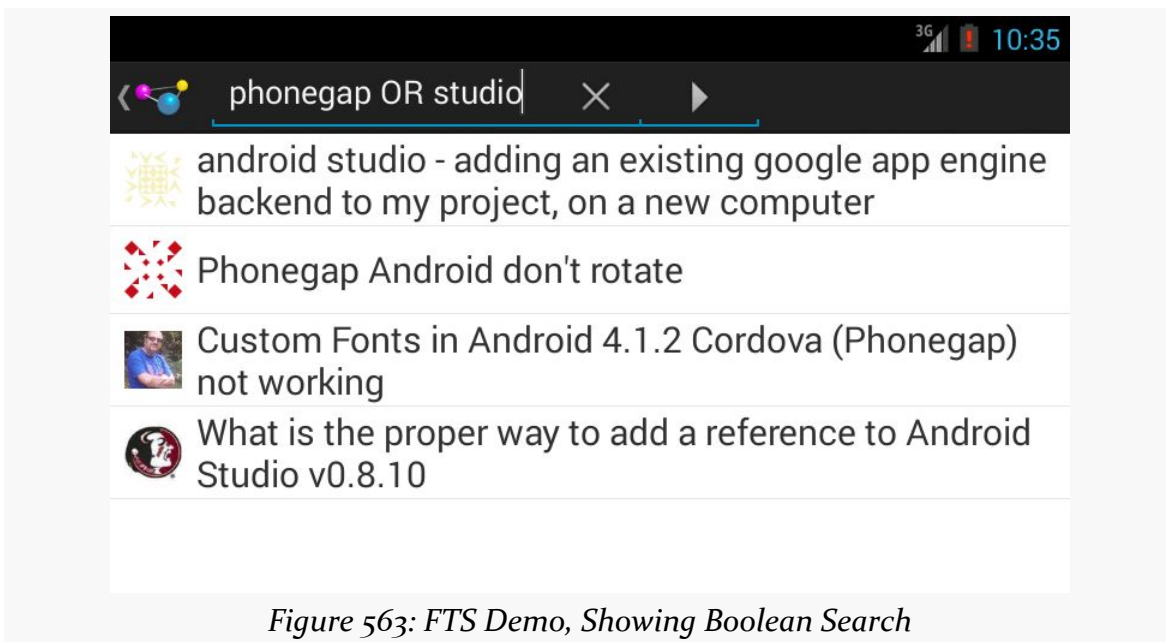 3G 10:35
phonegap OR studio
android studio - adding an existing google app engine
backend to my project, on a new computer
Phonegap Android don't rotate
Custom Fonts in Android 4.1.2 Cordova (Phonegap)
not working
What is the proper way to add a reference to Android
Studio v0.8.10
Figure 563: FTS Demo, Showing Boolean Search